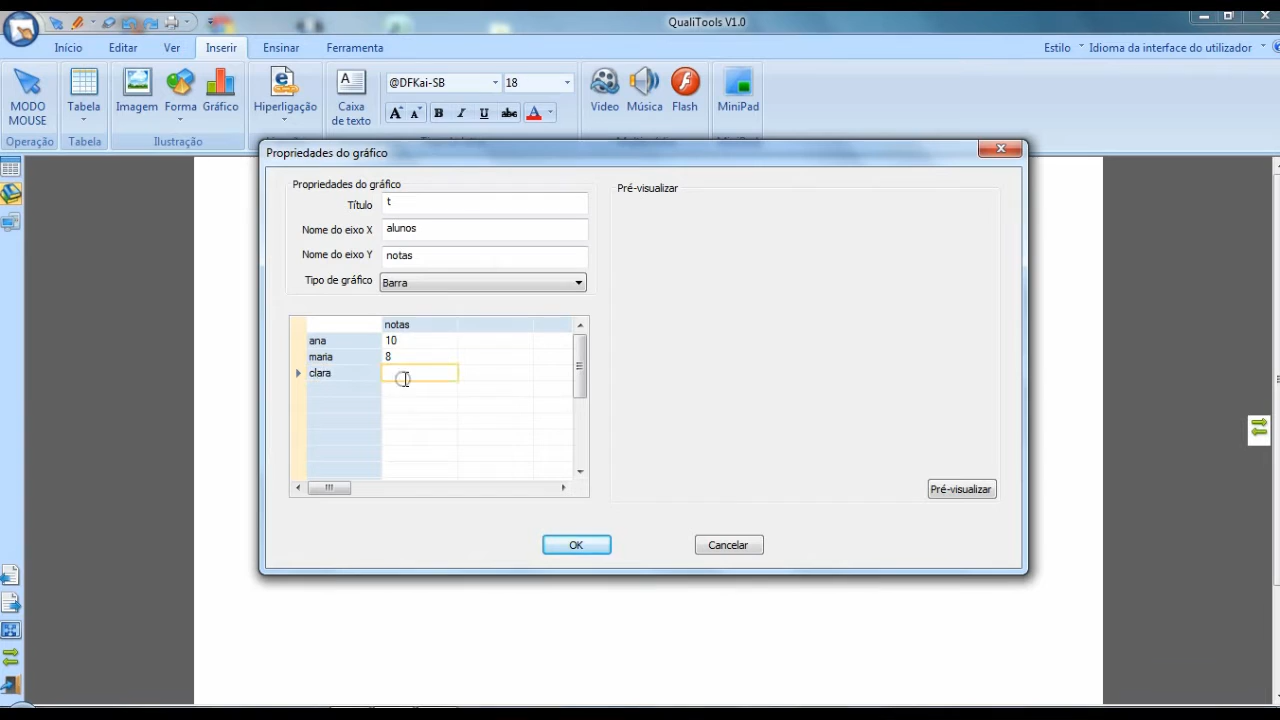 QualiTools V1.0
Início Editar Ver Inserir Ensinar Ferramenta Estilo Idioma da interface do utilizador
@DFKai-SB 18
MODO MOUSE Tabela Imagem Forma Gráfico Hiperligação Caixa de texto Video Música Flash MiniPad
A A B I U abc A
Operação Tabela Ilustração MiniPad
Propriedades do gráfico
Propriedades do gráfico Pré-visualizar
Título t
Nome do eixo X alunos
Nome do eixo Y notas
Tipo de gráfico Barra
notas
ana 10
maria 8
clara
Pré-visualizar
OK Cancelar